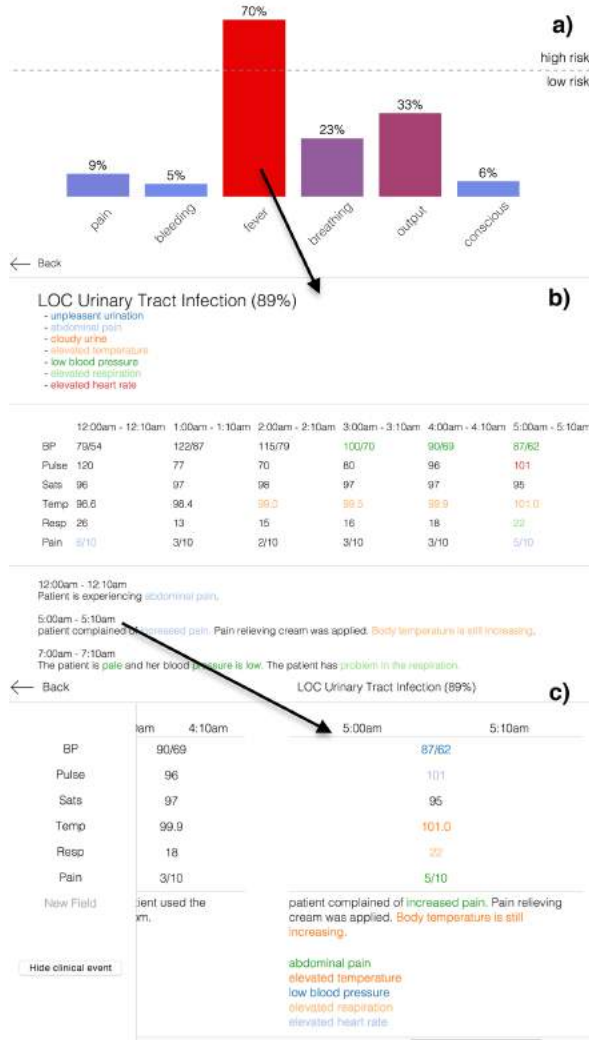 70%
a)
high risk
low risk
33%
23%
9%
5%
6%
pain
bleeding
fever
breathing
output
conscious
← Back
b)
LOC Urinary Tract Infection (89%)
- unpleasant urination
- abdominal pain
- cloudy urine
- elevated temperature
- low blood pressure
- elevated respiration
- elevated heart rate
12:00am - 12:10am 1:00am - 1:10am 2:00am - 2:10am 3:00am - 3:10am 4:00am - 4:10am 5:00am - 5:10am
BP 79/54 122/87 115/79 100/70 90/69 87/62
Pulse 120 77 70 80 96 101
Sats 96 97 98 97 97 95
Temp 96.6 98.4 99.0 99.5 99.9 101.0
Resp 26 13 15 16 18 22
Pain 6/10 3/10 2/10 3/10 3/10 5/10
12:00am - 12:10am
Patient is experiencing abdominal pain.
5:00am - 5:10am
patient complained of increased pain. Pain relieving cream was applied. Body temperature is still increasing.
7:00am - 7:10am
The patient is pale and her blood pressure is low. The patient has problem in the respiration.
← Back LOC Urinary Tract Infection (89%) c)
am 4:10am 5:00am 5:10am
BP 90/69 87/62
Pulse 96 101
Sats 97 95
Temp 99.9 101.0
Resp 18 22
Pain 3/10 5/10
New Field tient used the patient complained of increased pain. Pain relieving
om. cream was applied. Body temperature is still
increasing.
Hide clinical event
abdominal pain
elevated temperature
low blood pressure
elevated respiration
elevated heart rate